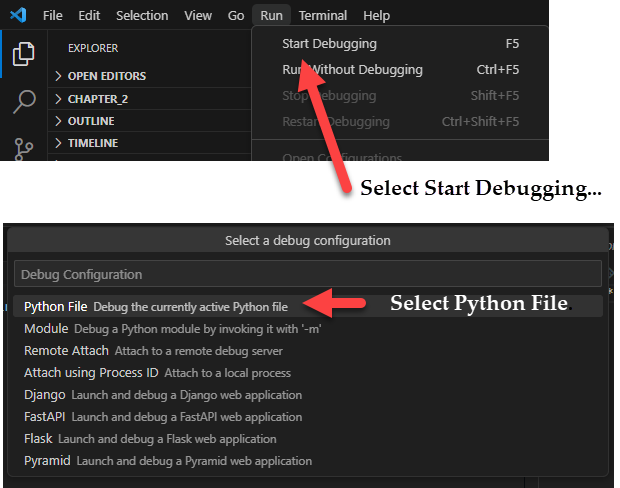 File Edit Selection View Go Run Terminal Help
EXPLORER
Start Debugging F5
OPEN EDITORS
Run Without Debugging Ctrl+F5
CHAPTER_2
Stop Debugging Shift+F5
OUTLINE
Restart Debugging Ctrl+Shift+F5
TIMELINE
Open Configurations
Select Start Debugging...
Select a debug configuration
Debug Configuration
Python File Debug the currently active Python file
Select Python File.
Module Debug a Python module by invoking it with '-m'
Remote Attach Attach to a remote debug server
Attach using Process ID Attach to a local process
Django Launch and debug a Django web application
FastAPI Launch and debug a FastAPI web application
Flask Launch and debug a Flask web application
Pyramid Launch and debug a Pyramid web application